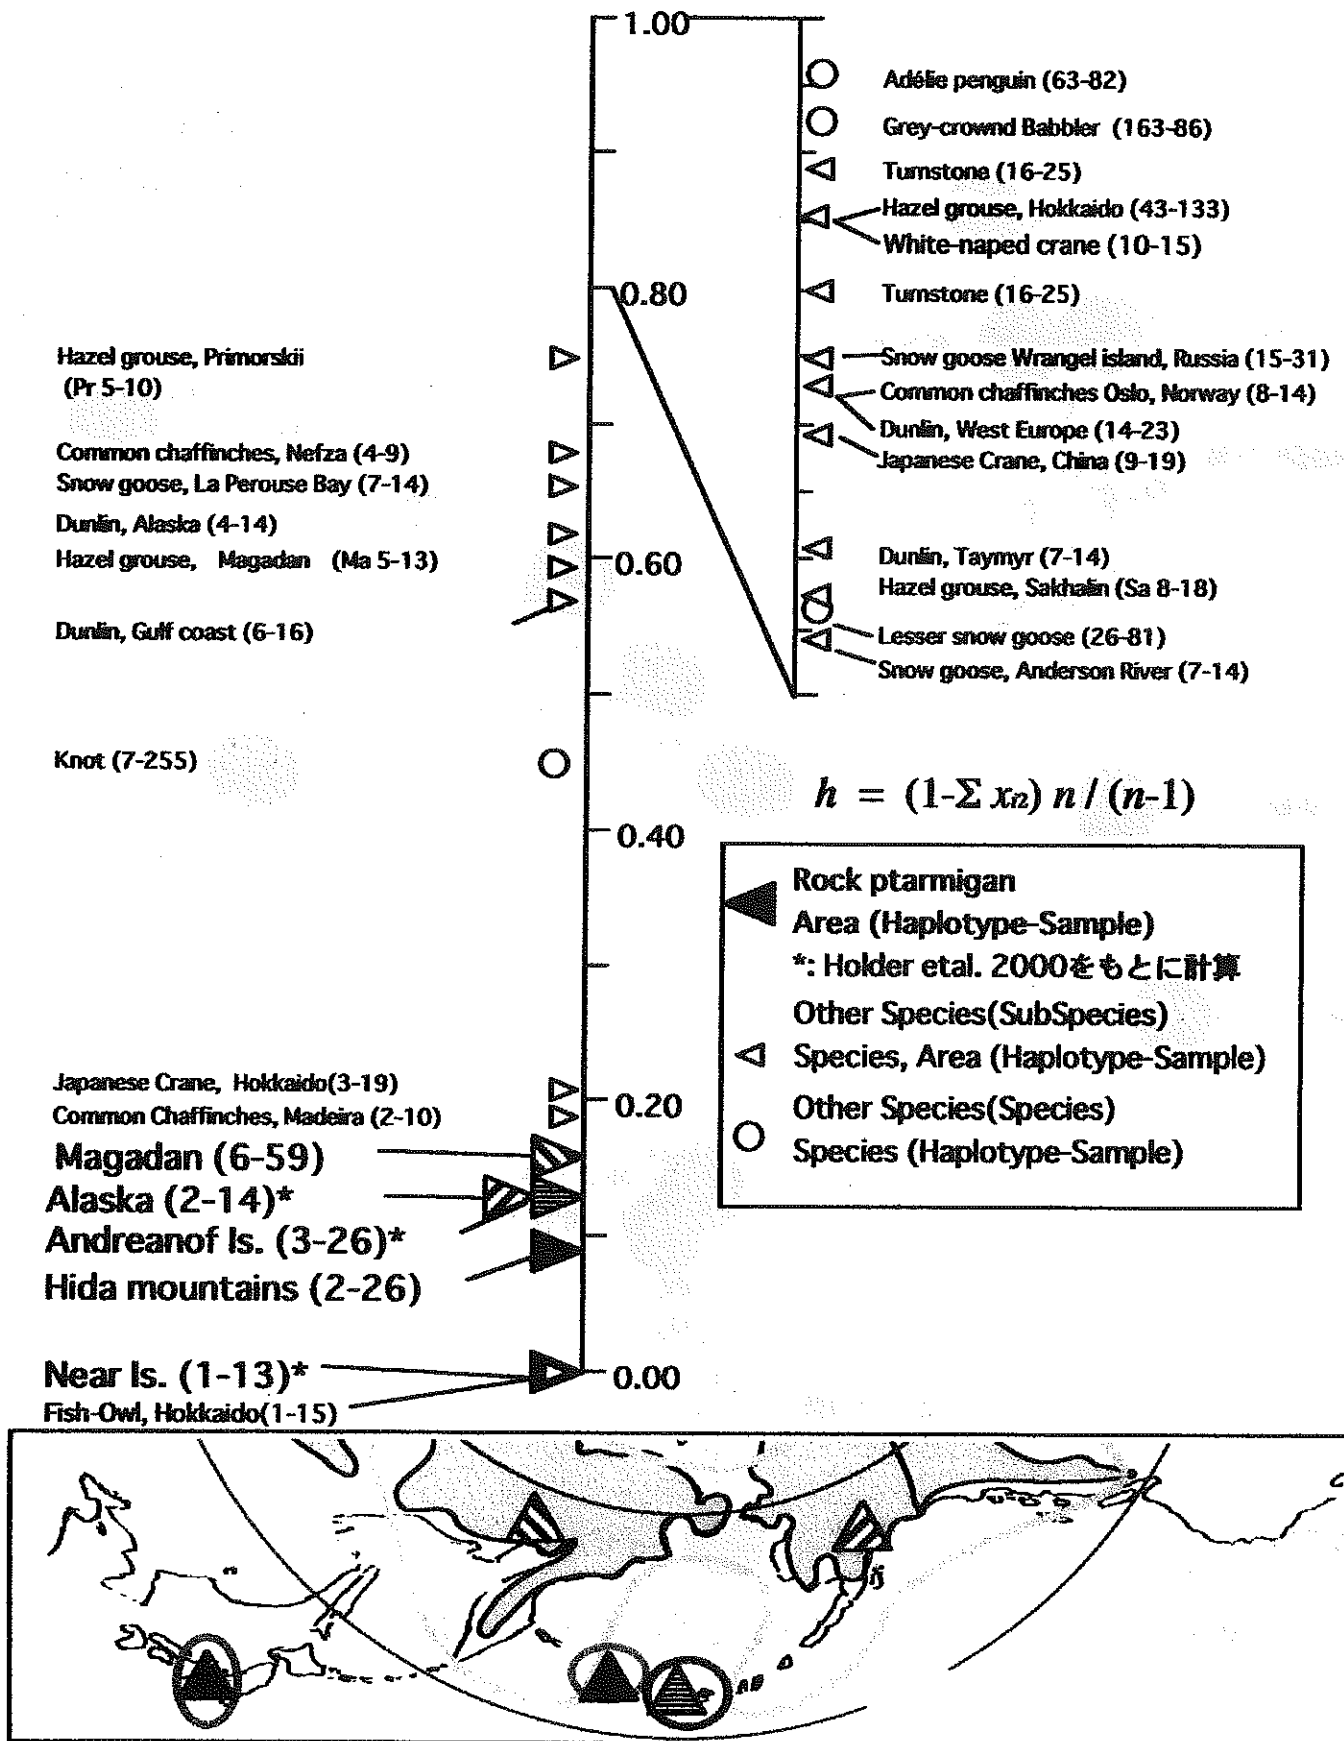 1.00
0.80
0.60
0.40
0.20
0.00
Adélie penguin (63-82)
Grey-crownd Babbler (163-86)
Turnstone (16-25)
Hazel grouse, Hokkaido (43-133)
White-naped crane (10-15)
Turnstone (16-25)
Snow goose Wrangel island, Russia (15-31)
Common chaffinches Oslo, Norway (8-14)
Dunlin, West Europe (14-23)
Japanese Crane, China (9-19)
Dunlin, Taymyr (7-14)
Hazel grouse, Sakhalin (Sa 8-18)
Lesser snow goose (26-81)
Snow goose, Anderson River (7-14)
Hazel grouse, Primorskii
(Pr 5-10)
Common chaffinches, Nefza (4-9)
Snow goose, La Perouse Bay (7-14)
Dunlin, Alaska (4-14)
Hazel grouse, Magadan (Ma 5-13)
Dunlin, Gulf coast (6-16)
Knot (7-255)
h = (1-Σ xi2) n / (n-1)
Rock ptarmigan
Area (Haplotype-Sample)
*: Holder etal. 2000をもとに計算
Other Species(SubSpecies)
Species, Area (Haplotype-Sample)
Other Species(Species)
Species (Haplotype-Sample)
Japanese Crane, Hokkaido(3-19)
Common Chaffinches, Madeira (2-10)
Magadan (6-59)
Alaska (2-14)*
Andreanof Is. (3-26)*
Hida mountains (2-26)
Near Is. (1-13)*
Fish-Owl, Hokkaido(1-15)